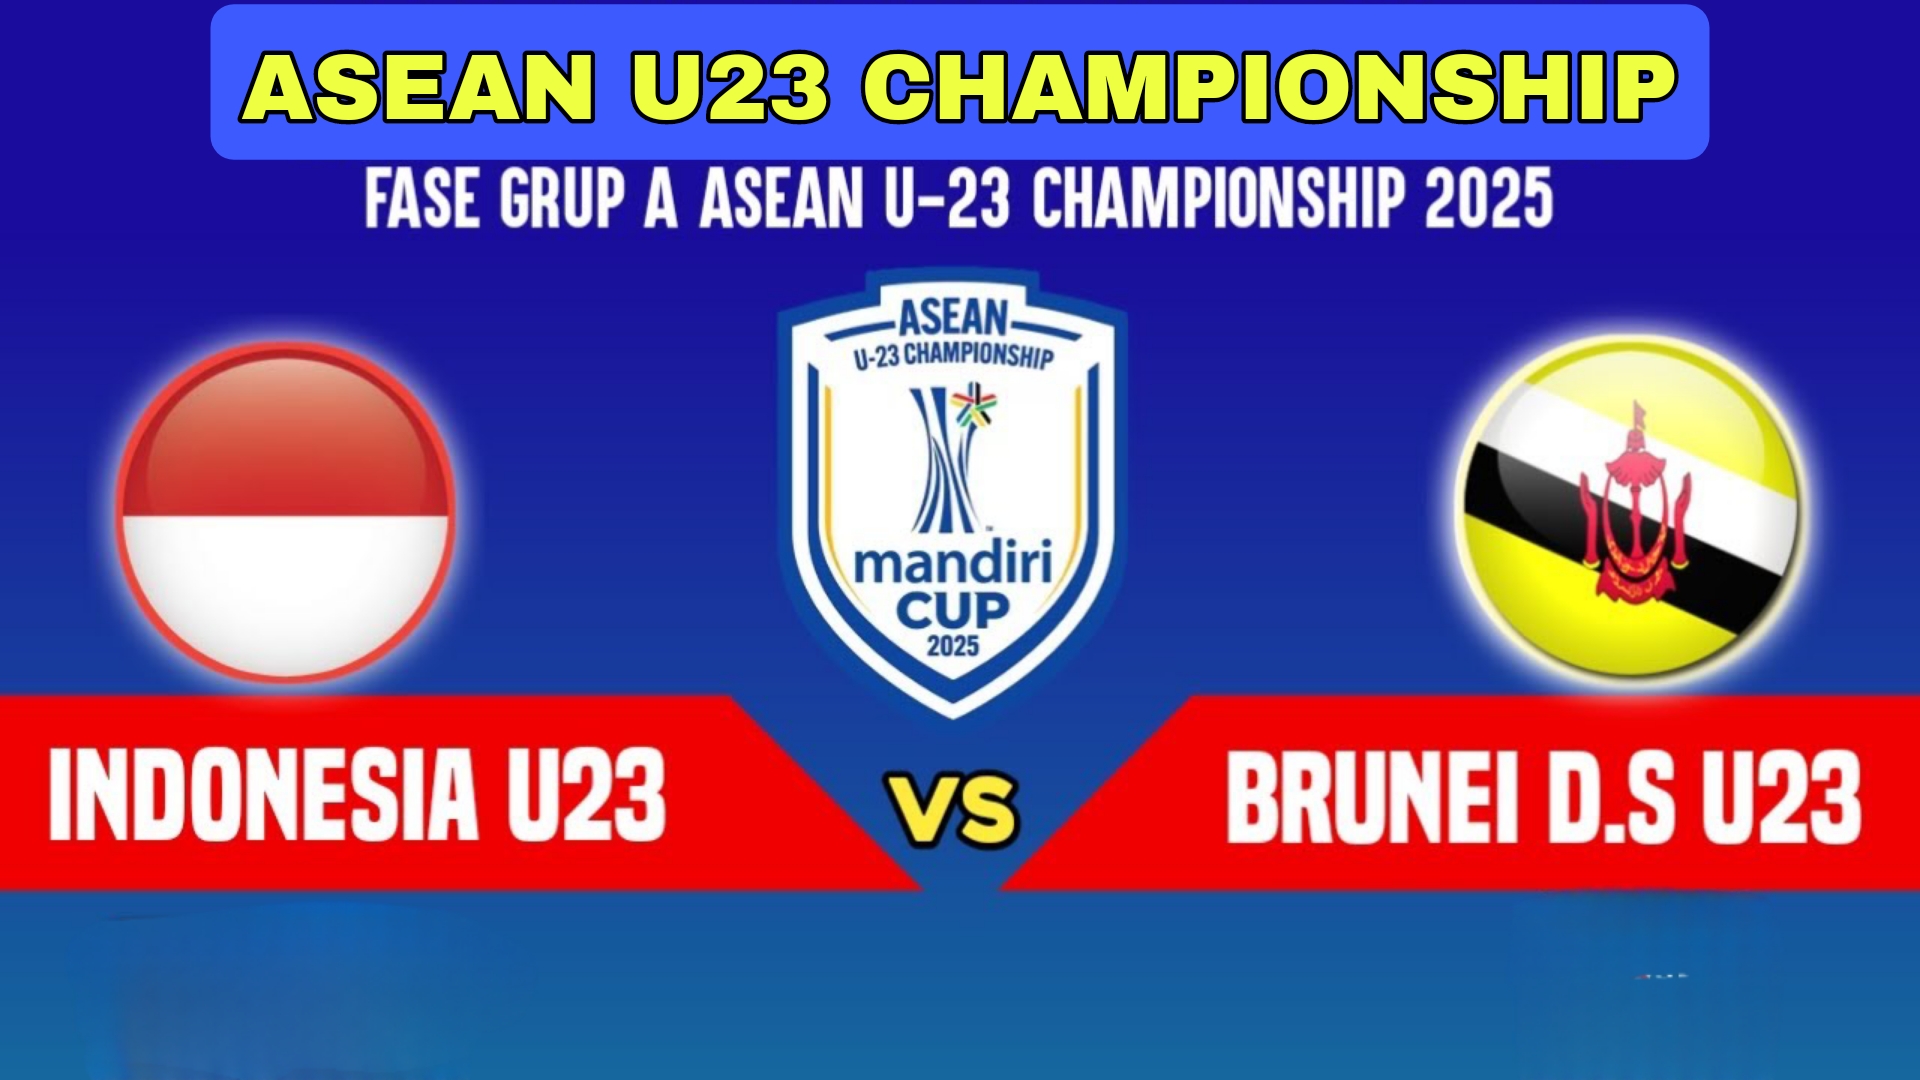 ASEAN U23 CHAMPIONSHIP
FASE GRUP A ASEAN U-23 CHAMPIONSHIP 2025
ASEAN
U-23 CHAMPIONSHIP
™
mandiri
CUP
2025
INDONESIA U23
VS
BRUNEI D.S U23